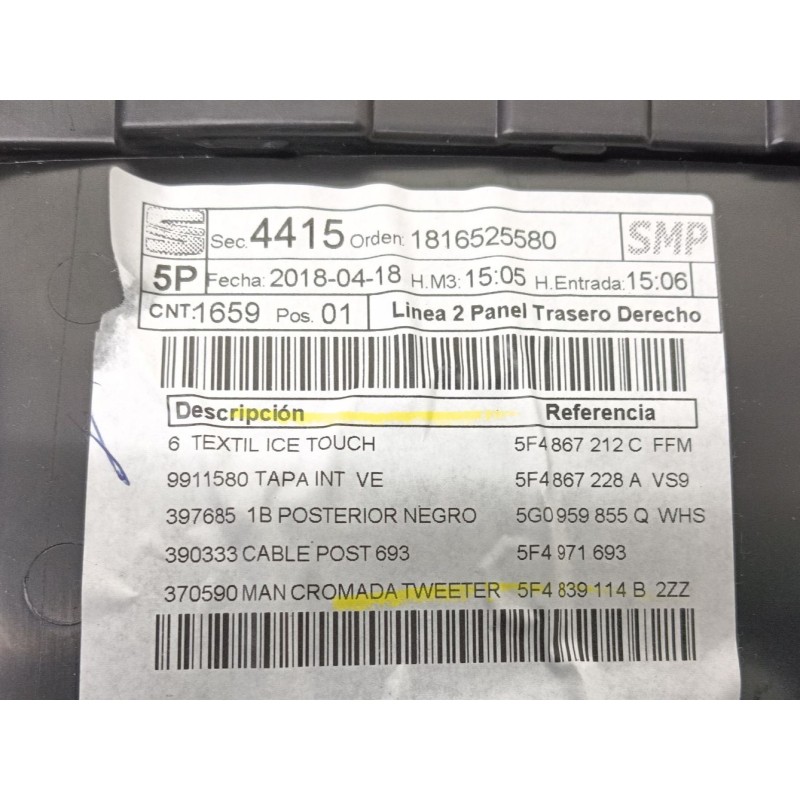 Sec. 4415 Orden: 1816525580 SMP
5P Fecha: 2018-04-18 H.M3: 15:05 H.Entrada: 15:06
CNT: 1659 Pos. 01 Linea 2 Panel Trasero Derecho
Descripción Referencia
6 TEXTIL ICE TOUCH 5F4 867 212 C FFM
9911580 TAPA INT VE 5F4 867 228 A VS9
397685 1B POSTERIOR NEGRO 5G0 959 855 Q WHS
390333 CABLE POST 693 5F4 971 693
370590 MAN CROMADA TWEETER 5F4 839 114 B 2ZZ